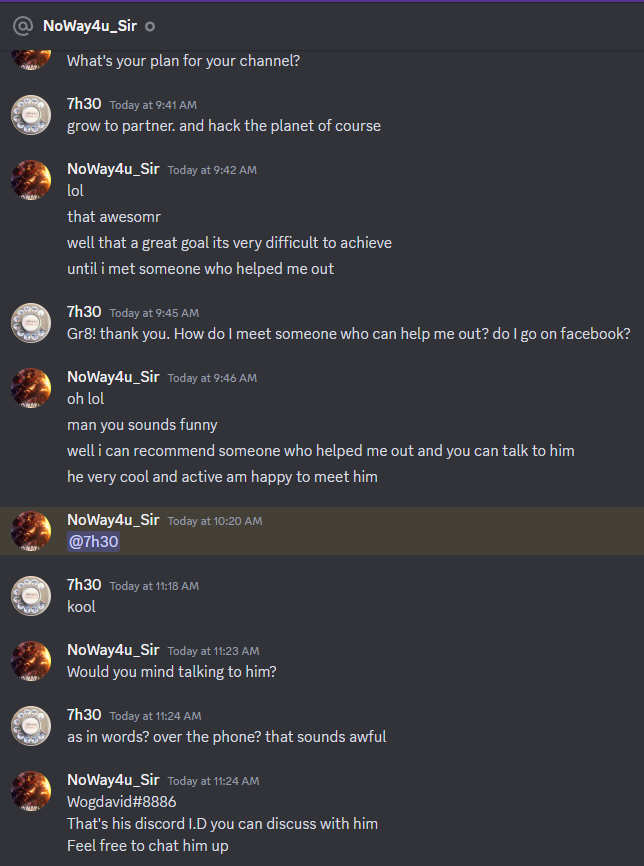 NoWay4u_Sir
What's your plan for your channel?
7h30 Today at 9:41 AM
grow to partner. and hack the planet of course
NoWay4u_Sir Today at 9:42 AM
lol
that awesomr
well that a great goal its very difficult to achieve
until i met someone who helped me out
7h30 Today at 9:45 AM
Gr8! thank you. How do I meet someone who can help me out? do I go on facebook?
NoWay4u_Sir Today at 9:46 AM
oh lol
man you sounds funny
well i can recommend someone who helped me out and you can talk to him
he very cool and active am happy to meet him
NoWay4u_Sir Today at 10:20 AM
@7h30
7h30 Today at 11:18 AM
kool
NoWay4u_Sir Today at 11:23 AM
Would you mind talking to him?
7h30 Today at 11:24 AM
as in words? over the phone? that sounds awful
NoWay4u_Sir Today at 11:24 AM
Wogdavid#8886
That's his discord I.D you can discuss with him
Feel free to chat him up